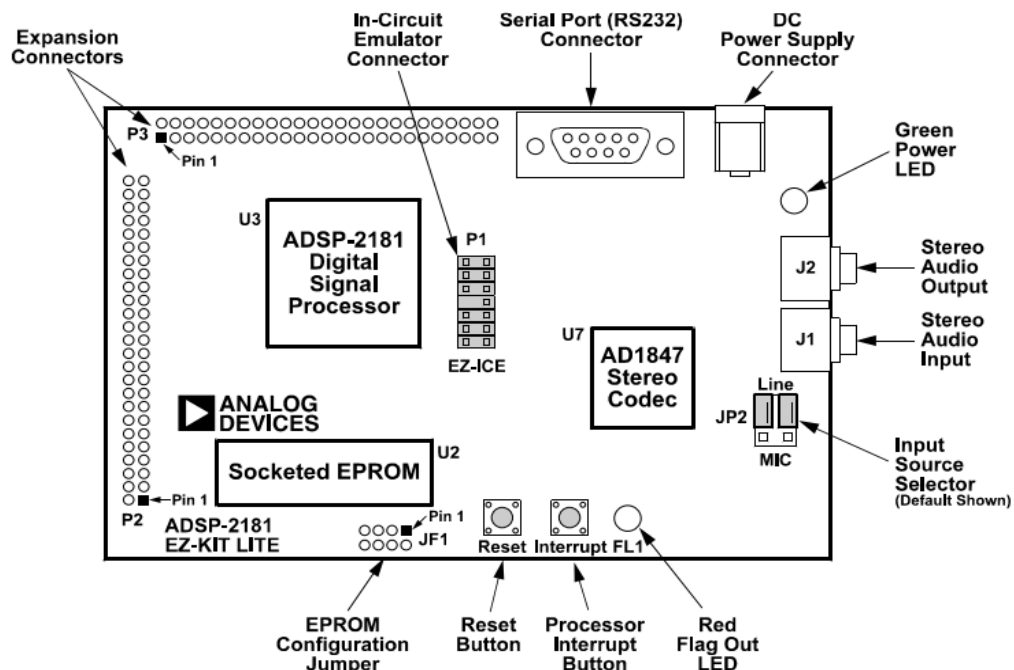 Expansion
Connectors
In-Circuit
Emulator
Connector
Serial Port (RS232)
Connector
DC
Power Supply
Connector
P3
Pin 1
Green
Power
LED
U3
ADSP-2181
Digital
Signal
Processor
P1
EZ-ICE
J2
Stereo
Audio
Output
J1
Stereo
Audio
Input
U7
AD1847
Stereo
Codec
Line
JP2
MIC
Input
Source
Selector
(Default Shown)
ANALOG
DEVICES
U2
Socketed EPROM
Pin 1
P2
ADSP-2181
EZ-KIT LITE
Pin 1
JF1
Reset
Interrupt
FL1
EPROM
Configuration
Jumper
Reset
Button
Processor
Interrupt
Button
Red
Flag Out
LED